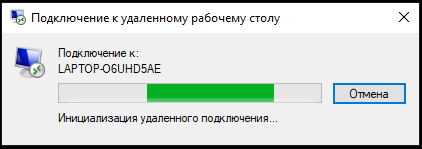 Подключение к удаленному рабочему столу
Подключение к:
LAPTOP-O6UHD5AE
Отмена
Инициализация удаленного подключения...